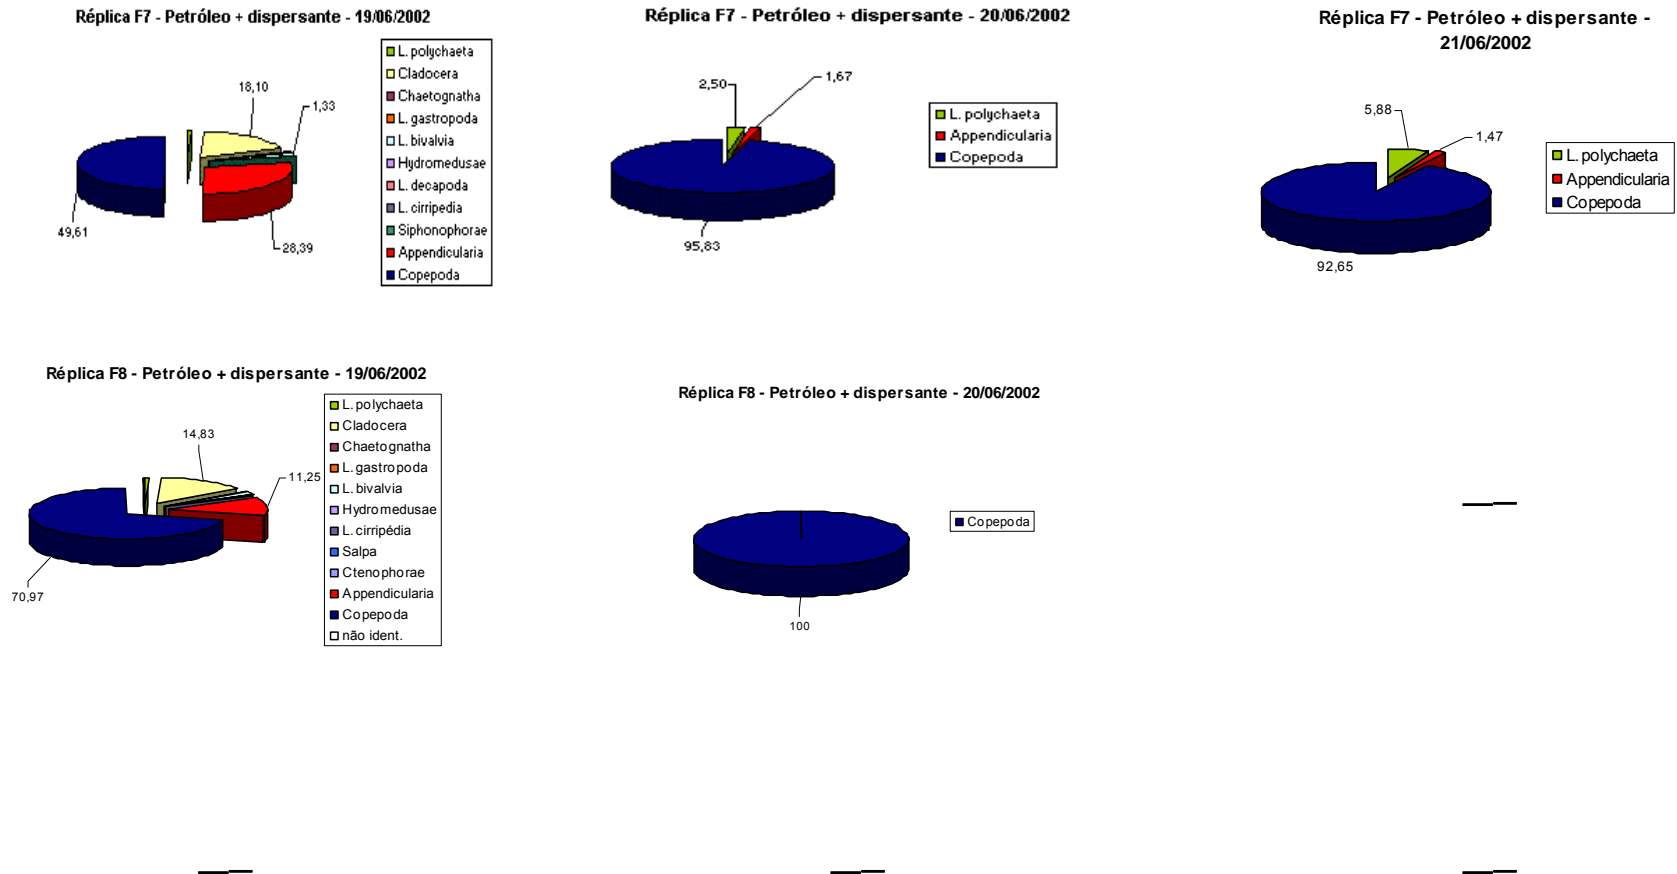 Réplica F7 - Petróleo + dispersante - 19/06/2002
18,10
1,33
49,61
28,39
L. polychaeta
Cladocera
Chaetognatha
L. gastropoda
L. bivalvia
Hydromedusae
L. decapoda
L. cirripedia
Siphonophorae
Appendicularia
Copepoda
Réplica F7 - Petróleo + dispersante - 20/06/2002
2,50
1,67
95,83
L. polychaeta
Appendicularia
Copepoda
Réplica F7 - Petróleo + dispersante -
21/06/2002
5,88
1,47
92,65
L. polychaeta
Appendicularia
Copepoda
Réplica F8 - Petróleo + dispersante - 19/06/2002
14,83
11,25
70,97
L. polychaeta
Cladocera
Chaetognatha
L. gastropoda
L. bivalvia
Hydromedusae
L. cirripédia
Salpa
Ctenophorae
Appendicularia
Copepoda
não ident.
Réplica F8 - Petróleo + dispersante - 20/06/2002
100
Copepoda